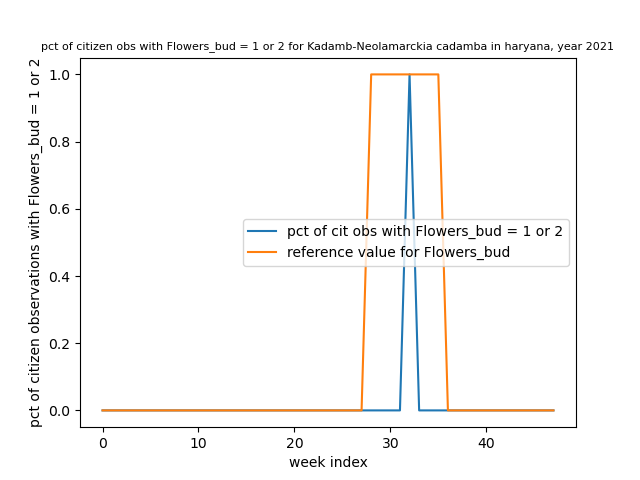 pct of citizen obs with Flowers_bud = 1 or 2 for Kadamb-Neolamarckia cadamba in haryana, year 2021
pct of citizen observations with Flowers_bud = 1 or 2
1.0
0.8
0.6
0.4
0.2
0.0
pct of cit obs with Flowers_bud = 1 or 2
reference value for Flowers_bud
0 10 20 30 40
week index